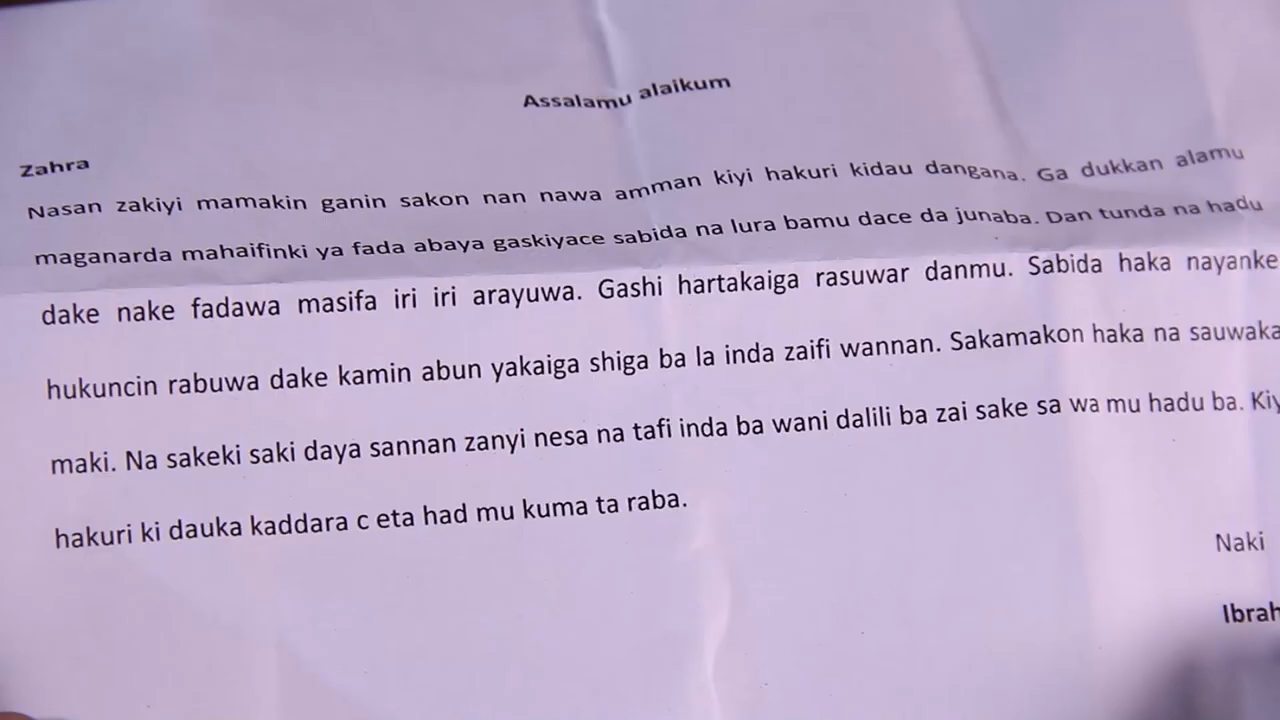 Assalamu alaikum
Zahra
Nasan zakiyi mamakin ganin sakon nan nawa amman kiyi hakuri kidau dangana. Ga dukkan alamu
maganarda mahaifinki ya fada abaya gaskiyace sabida na lura bamu dace da junaba. Dan tunda na hadu
dake nake fadawa masifa iri iri arayuwa. Gashi hartakaiga rasuwar danmu. Sabida haka nayanke
hukuncin rabuwa dake kamin abun yakaiga shiga ba la inda zaifi wannan. Sakamakon haka na sauwaka
maki. Na sakeki saki daya sannan zanyi nesa na tafi inda ba wani dalili ba zai sake sa wa mu hadu ba. Kiy
hakuri ki dauka kaddara c eta had mu kuma ta raba.
Naki
Ibrah